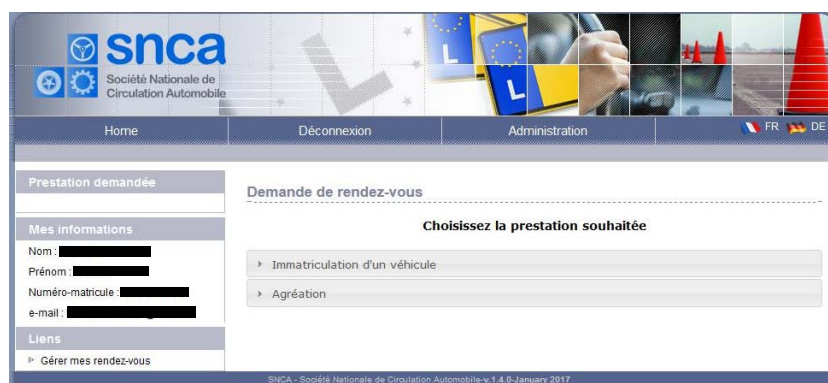 snca
Société Nationale de
Circulation Automobile
L
L
L
Home
Déconnexion
Administration
FR
DE
Prestation demandée
Mes informations
Nom :
Prénom :
Numéro-matricule :
e-mail :
Liens
Gérer mes rendez-vous
Demande de rendez-vous
Choisissez la prestation souhaitée
Immatriculation d'un véhicule
Agréation
SNCA - Société Nationale de Circulation Automobile-v.1.4.0-January 2017